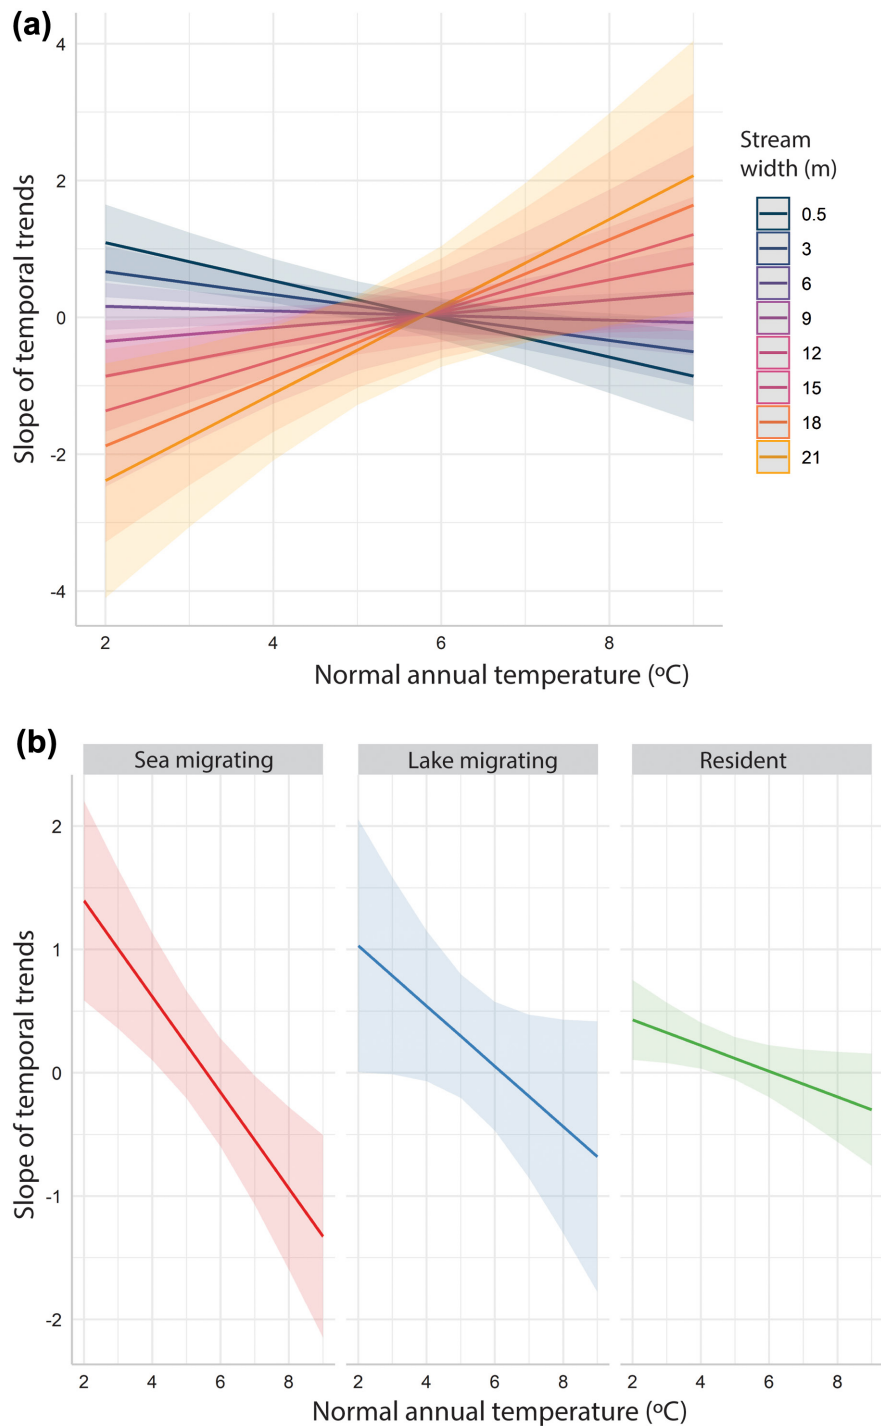 (a)
4
2
0
-2
-4
Slope of temporal trends
2 4 6 8
Normal annual temperature (ºC)
Stream
width (m)
0.5
3
6
9
12
15
18
21
(b)
Sea migrating Lake migrating Resident
2
1
0
-1
-2
Slope of temporal trends
2 4 6 8 2 4 6 8 2 4 6 8
Normal annual temperature (ºC)